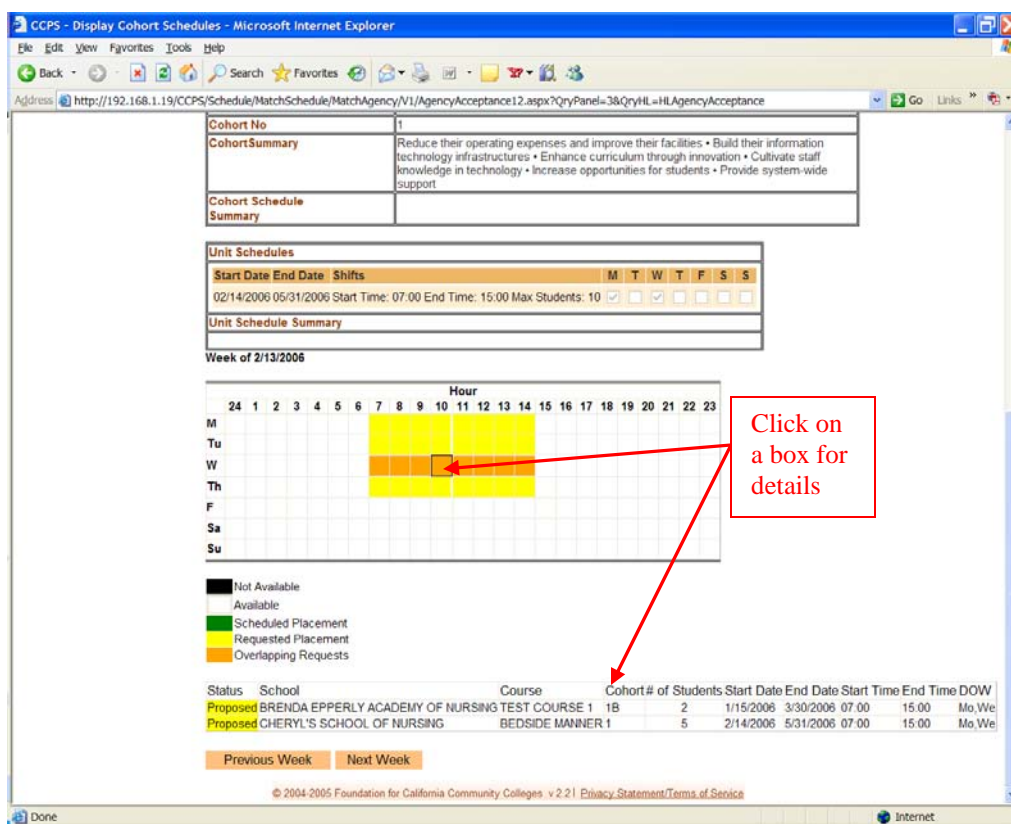 CCPS - Display Cohort Schedules - Microsoft Internet Explorer
File Edit View Favorites Tools Help
Back Search Favorites
Address http://192.168.1.19/CCPS/Schedule/MatchSchedule/MatchAgency/V1/AgencyAcceptance12.aspx?QryPanel=3&QryHL=HLAgencyAcceptance Go Links »
Cohort No 1
CohortSummary Reduce their operating expenses and improve their facilities • Build their information
technology infrastructures • Enhance curriculum through innovation • Cultivate staff
knowledge in technology • Increase opportunities for students • Provide system-wide
support
Cohort Schedule
Summary
Unit Schedules
Start Date End Date Shifts M T W T F S S
02/14/2006 05/31/2006 Start Time: 07:00 End Time: 15:00 Max Students: 10
Unit Schedule Summary
Week of 2/13/2006
Hour
24 1 2 3 4 5 6 7 8 9 10 11 12 13 14 15 16 17 18 19 20 21 22 23
M
Tu
W
Th
F
Sa
Su
Click on
a box for
details
Not Available
Available
Scheduled Placement
Requested Placement
Overlapping Requests
Status School Course Cohort # of Students Start Date End Date Start Time End Time DOW
Proposed BRENDA EPPERLY ACADEMY OF NURSING TEST COURSE 1 1B 2 1/15/2006 3/30/2006 07:00 15:00 Mo,We
Proposed CHERYL'S SCHOOL OF NURSING BEDSIDE MANNER 1 5 2/14/2006 5/31/2006 07:00 15:00 Mo,We
Previous Week Next Week
© 2004-2005 Foundation for California Community Colleges v 2.2 | Privacy Statement/Terms of Service
Done Internet